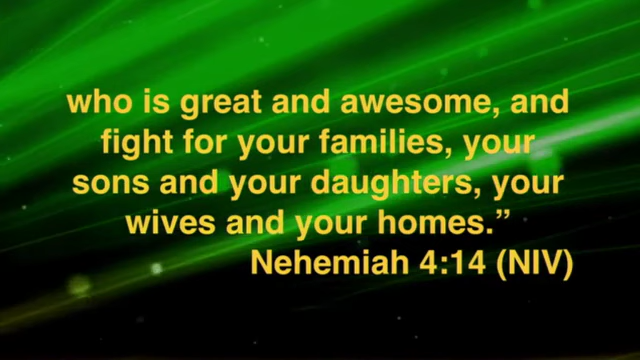 who is great and awesome, and
fight for your families, your
sons and your daughters, your
wives and your homes.”
Nehemiah 4:14 (NIV)